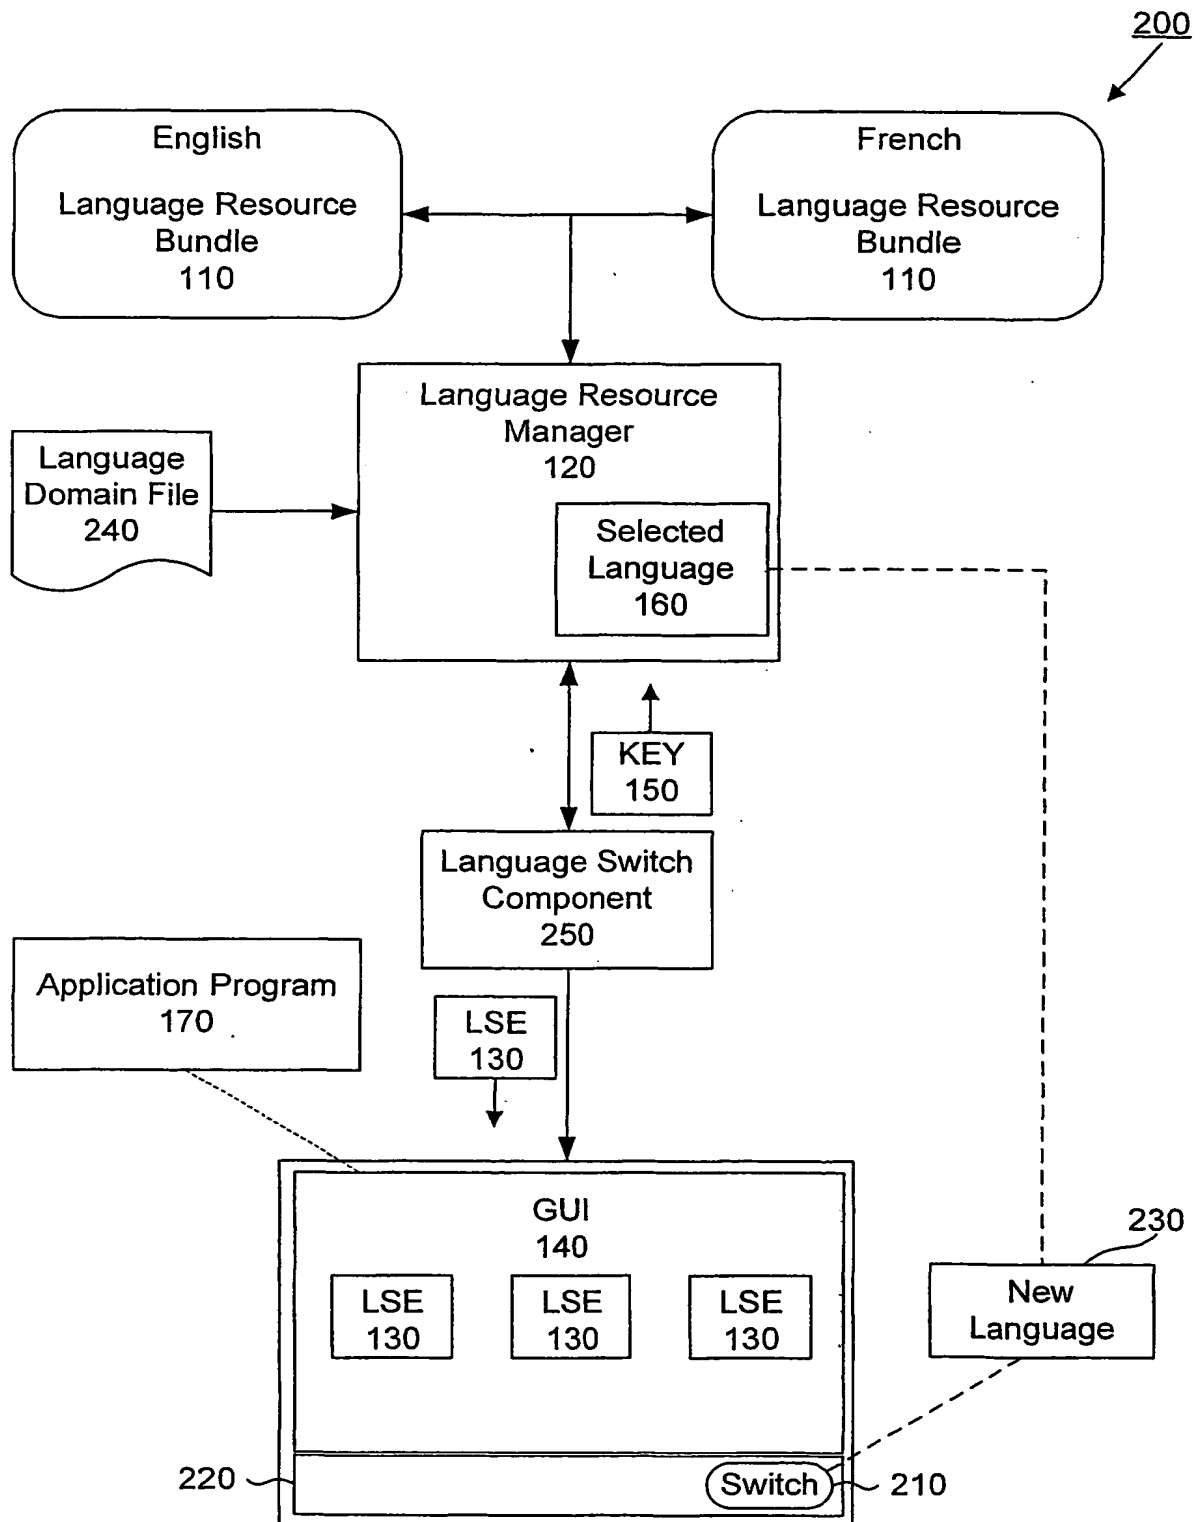 200
English
Language Resource
Bundle
110
French
Language Resource
Bundle
110
Language Resource
Manager
120
Language
Domain File
240
Selected
Language
160
KEY
150
Language Switch
Component
250
Application Program
170
LSE
130
GUI
140
LSE
130
LSE
130
LSE
130
230
New
Language
220
Switch
210